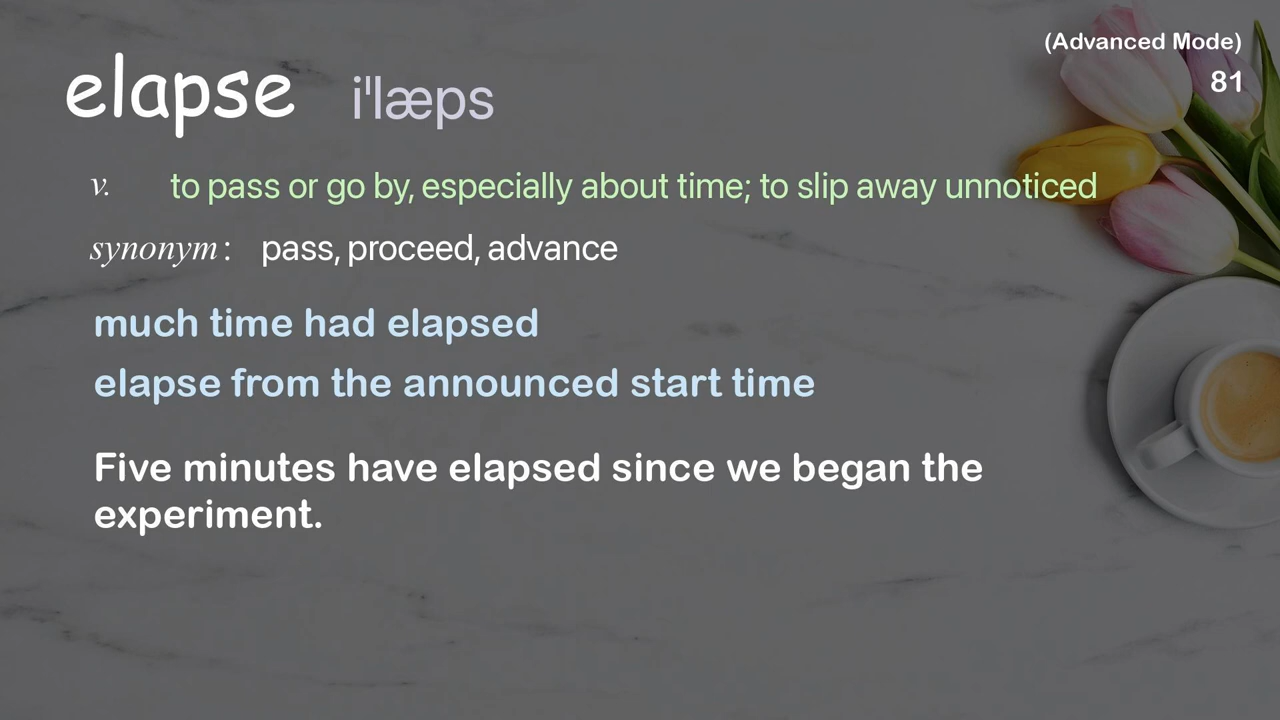 (Advanced Mode)
81
elapse iˈlæps
v. to pass or go by, especially about time; to slip away unnoticed
synonym: pass, proceed, advance
much time had elapsed
elapse from the announced start time
Five minutes have elapsed since we began the
experiment.